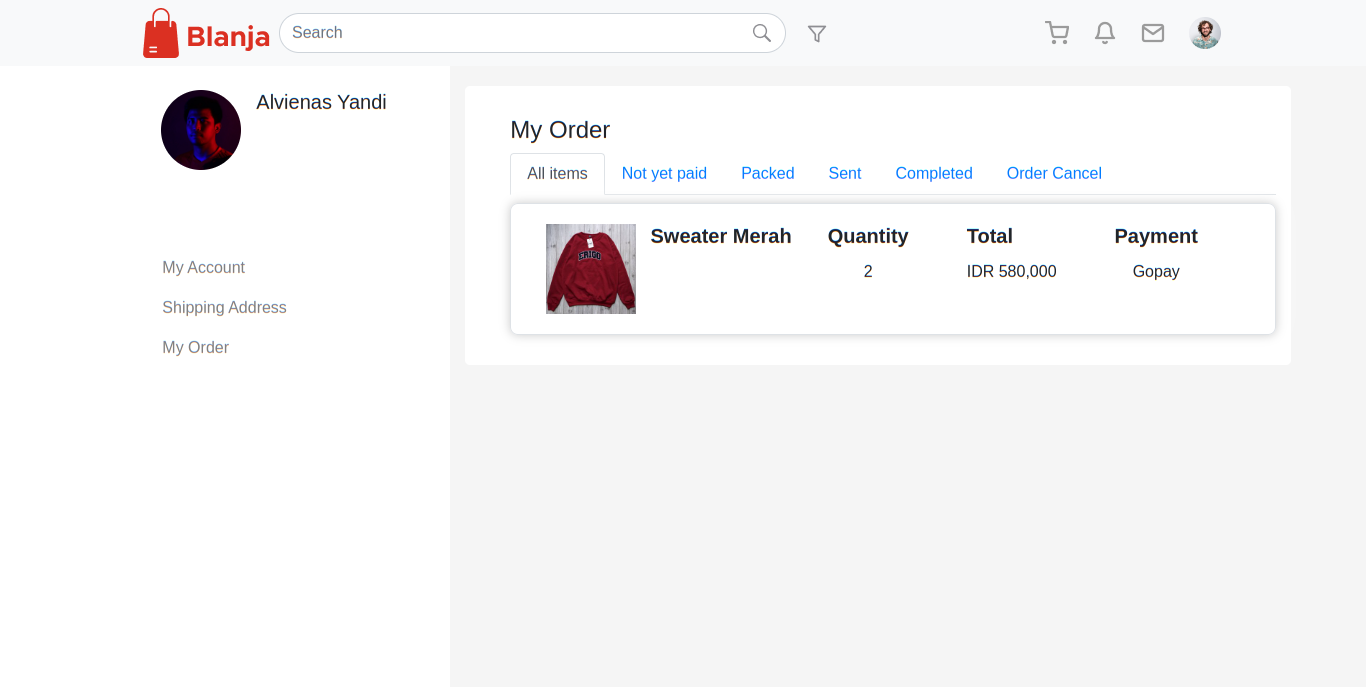 Blanja
Search
Alvienas Yandi
My Account
Shipping Address
My Order
My Order
All items
Not yet paid
Packed
Sent
Completed
Order Cancel
ERIGO
Sweater Merah
Quantity
Total
Payment
2
IDR 580,000
Gopay